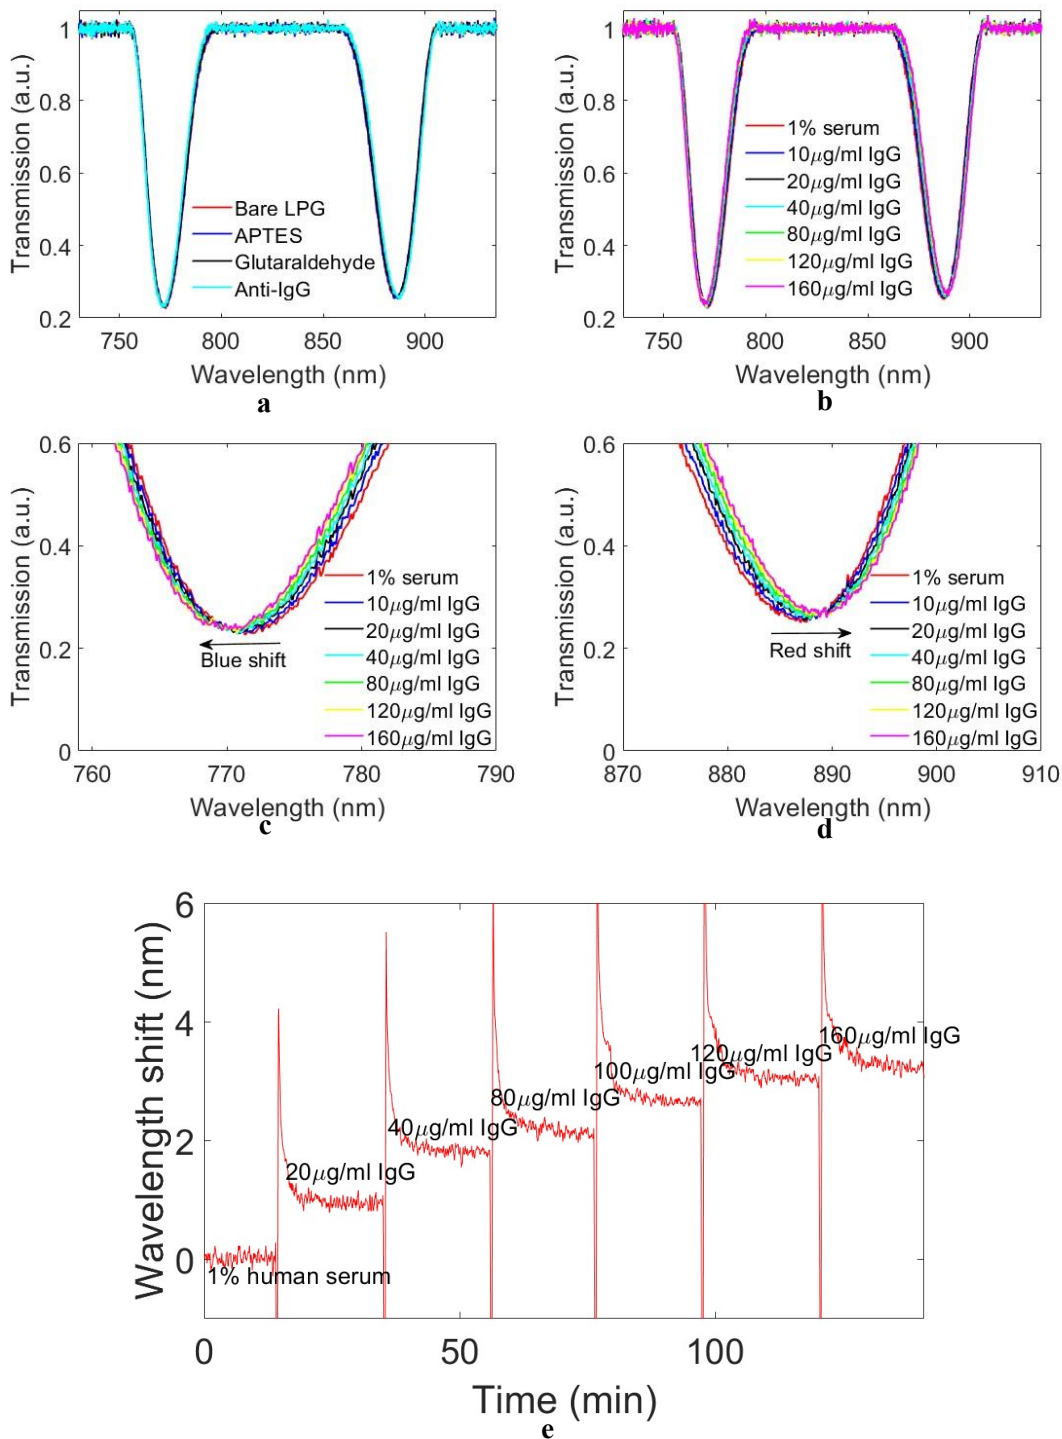 1
0.8
0.6
0.4
0.2
Transmission (a.u.)
Bare LPG
APTES
Glutaraldehyde
Anti-IgG
750 800 850 900
Wavelength (nm)
a
1
0.8
0.6
0.4
0.2
Transmission (a.u.)
1% serum
10μg/ml IgG
20μg/ml IgG
40μg/ml IgG
80μg/ml IgG
120μg/ml IgG
160μg/ml IgG
750 800 850 900
Wavelength (nm)
b
0.6
0.4
0.2
0
Transmission (a.u.)
Blue shift
1% serum
10μg/ml IgG
20μg/ml IgG
40μg/ml IgG
80μg/ml IgG
120μg/ml IgG
160μg/ml IgG
760 770 780 790
Wavelength (nm)
c
0.6
0.4
0.2
0
Transmission (a.u.)
Red shift
1% serum
10μg/ml IgG
20μg/ml IgG
40μg/ml IgG
80μg/ml IgG
120μg/ml IgG
160μg/ml IgG
870 880 890 900 910
Wavelength (nm)
d
6
4
2
0
Wavelength shift (nm)
160μg/ml IgG
120μg/ml IgG
100μg/ml IgG
80μg/ml IgG
40μg/ml IgG
20μg/ml IgG
1% human serum
0 50 100
Time (min)
e